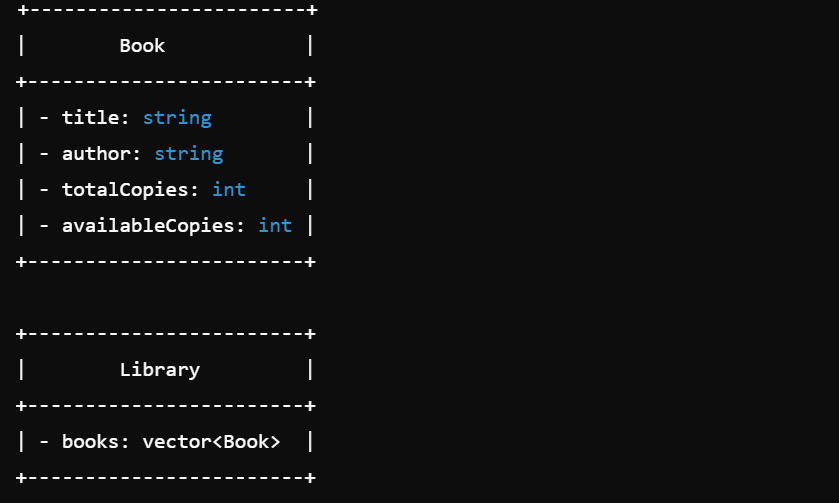 +------------------------+
|        Book            |
+------------------------+
| - title: string        |
| - author: string       |
| - totalCopies: int     |
| - availableCopies: int |
+------------------------+

+------------------------+
|        Library         |
+------------------------+
| - books: vector<Book>  |
+------------------------+